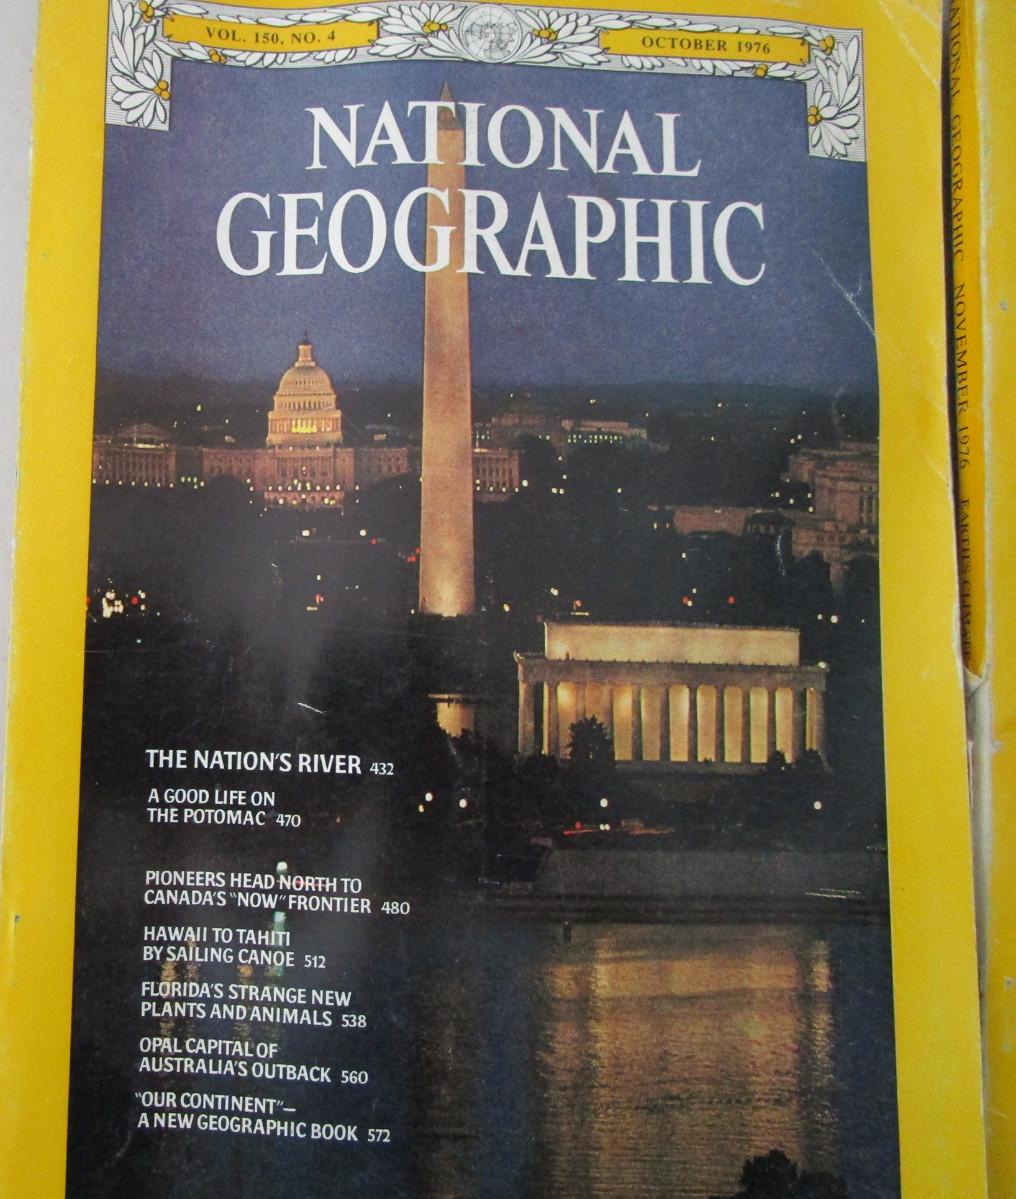 VOL. 150, NO. 4
OCTOBER 1976
NATIONAL
GEOGRAPHIC
THE NATION'S RIVER 432
A GOOD LIFE ON
THE POTOMAC 470
PIONEERS HEAD NORTH TO
CANADA'S "NOW" FRONTIER 480
HAWAII TO TAHITI
BY SAILING CANOE 512
FLORIDA'S STRANGE NEW
PLANTS AND ANIMALS 538
OPAL CAPITAL OF
AUSTRALIA'S OUTBACK 560
"OUR CONTINENT"—
A NEW GEOGRAPHIC BOOK 572
NATIONAL GEOGRAPHIC NOVEMBER 1976 EARTH'S CLIMATE